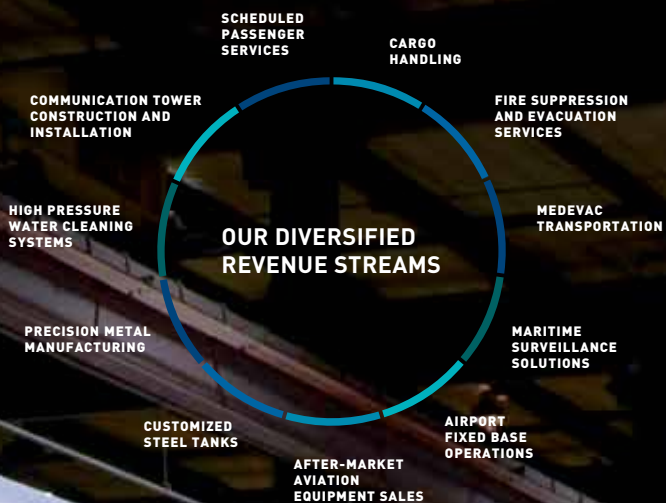 SCHEDULED
PASSENGER
SERVICES
CARGO
HANDLING
FIRE SUPPRESSION
AND EVACUATION
SERVICES
MEDEVAC
TRANSPORTATION
MARITIME
SURVEILLANCE
SOLUTIONS
AIRPORT
FIXED BASE
OPERATIONS
AFTER-MARKET
AVIATION
EQUIPMENT SALES
CUSTOMIZED
STEEL TANKS
PRECISION METAL
MANUFACTURING
HIGH PRESSURE
WATER CLEANING
SYSTEMS
COMMUNICATION TOWER
CONSTRUCTION AND
INSTALLATION
OUR DIVERSIFIED
REVENUE STREAMS